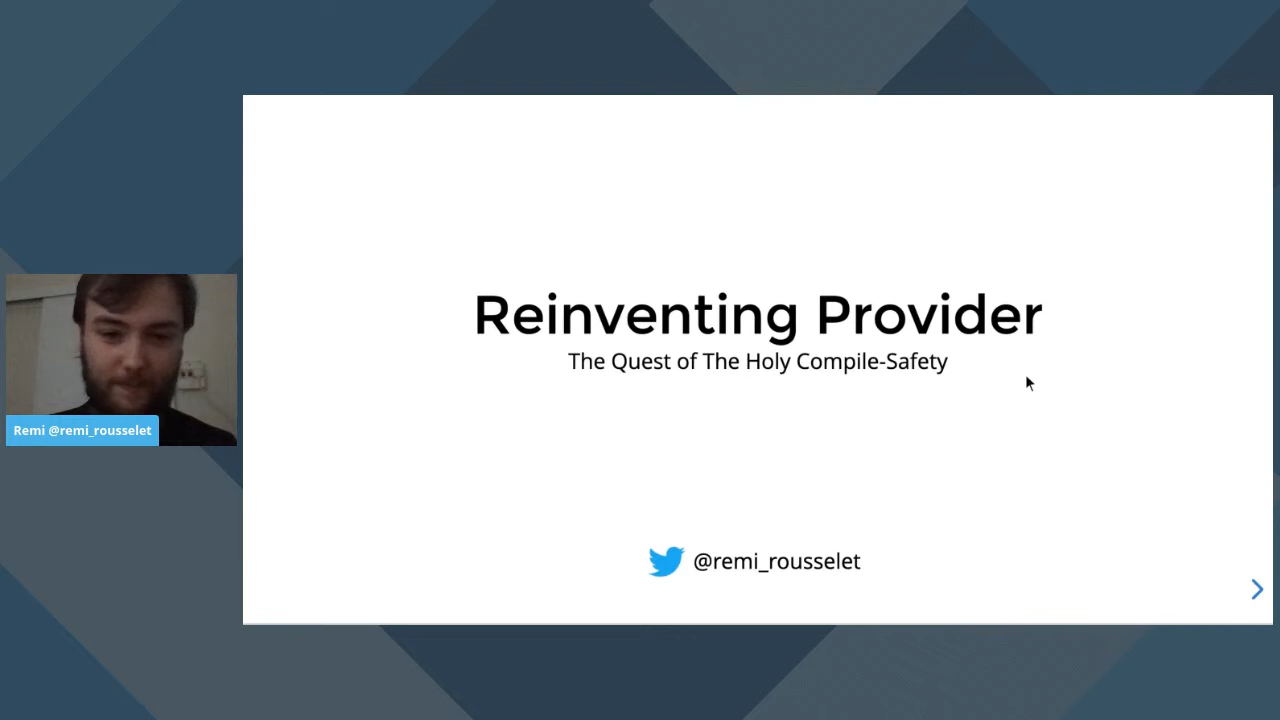 Reinventing Provider
The Quest of The Holy Compile-Safety
Remi @remi_rousselet
@remi_rousselet